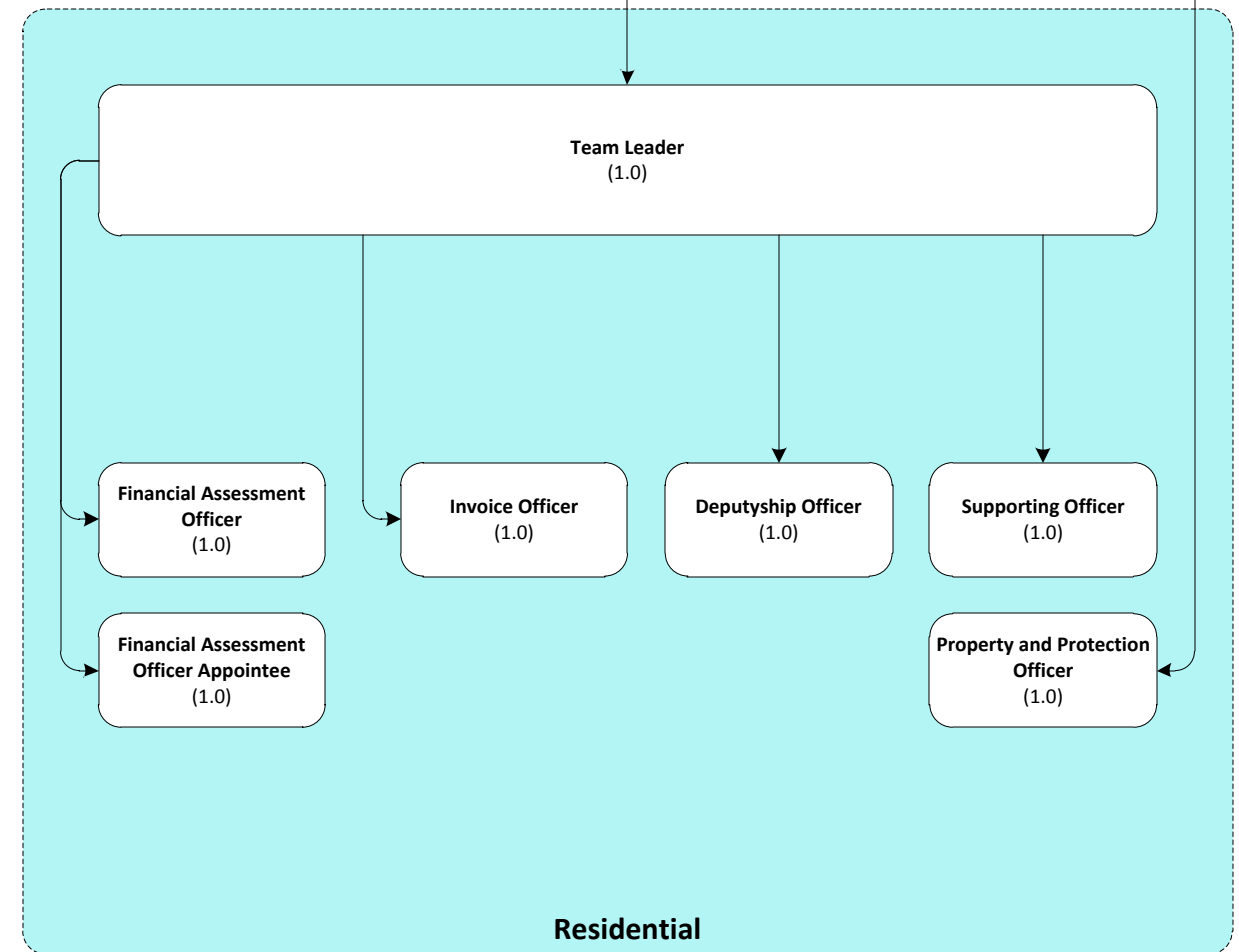 Team Leader
(1.0)
Financial Assessment
Officer
(1.0)
Invoice Officer
(1.0)
Deputyship Officer
(1.0)
Supporting Officer
(1.0)
Financial Assessment
Officer Appointee
(1.0)
Property and Protection
Officer
(1.0)
Residential